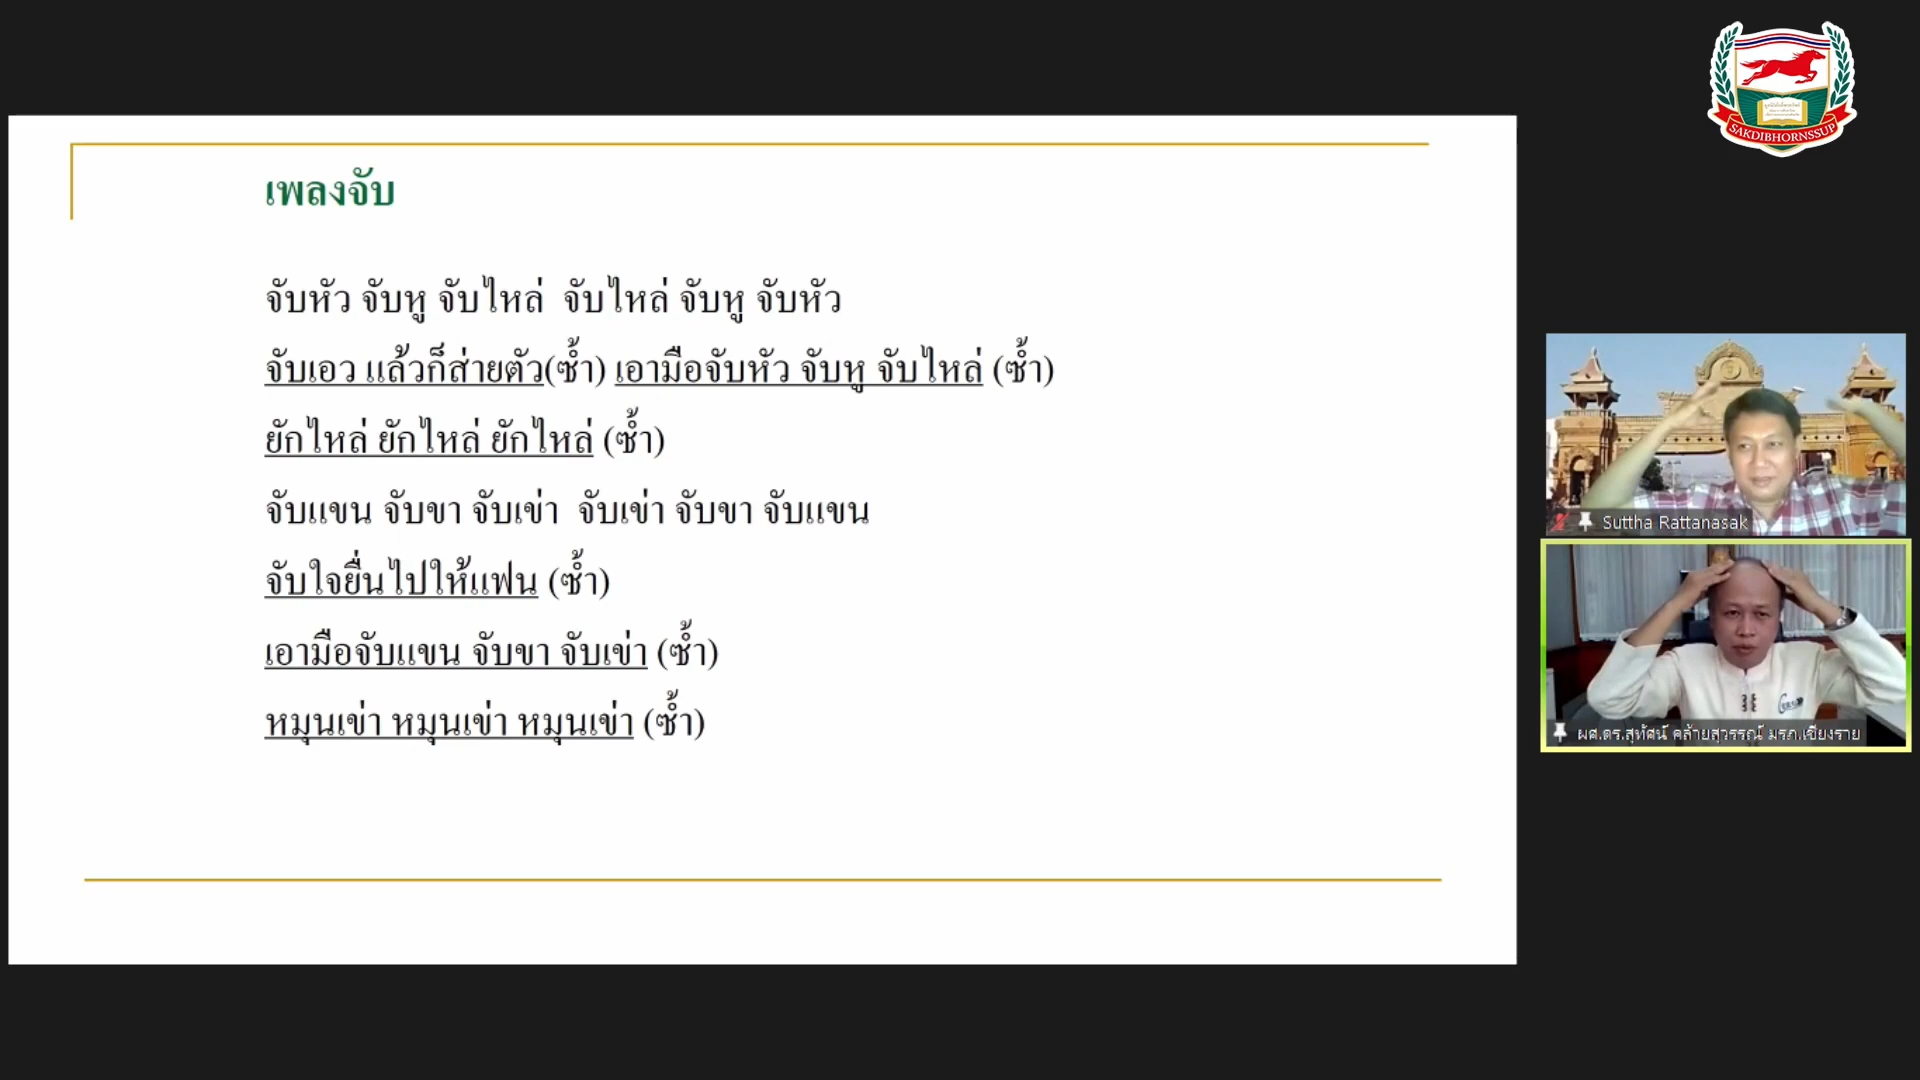 เพลงจับ
จับหัว จับหู จับไหล่ จับไหล่ จับหู จับหัว
จับเอว แล้วก็ส่ายตัว(ซ้ำ) เอามือจับหัว จับหู จับไหล่ (ซ้ำ)
ยักไหล่ ยักไหล่ ยักไหล่ (ซ้ำ)
จับแขน จับขา จับเข่า จับเข่า จับขา จับแขน
จับใจยื่นไปให้แฟน (ซ้ำ)
เอามือจับแขน จับขา จับเข่า (ซ้ำ)
หมุนเข่า หมุนเข่า หมุนเข่า (ซ้ำ)
SAKDIBHORNSSUP
Suttha Rattanasak
ผศ.ดร.สุทัศน์ คล้ายสุวรรณ์ มรภ.เชียงราย